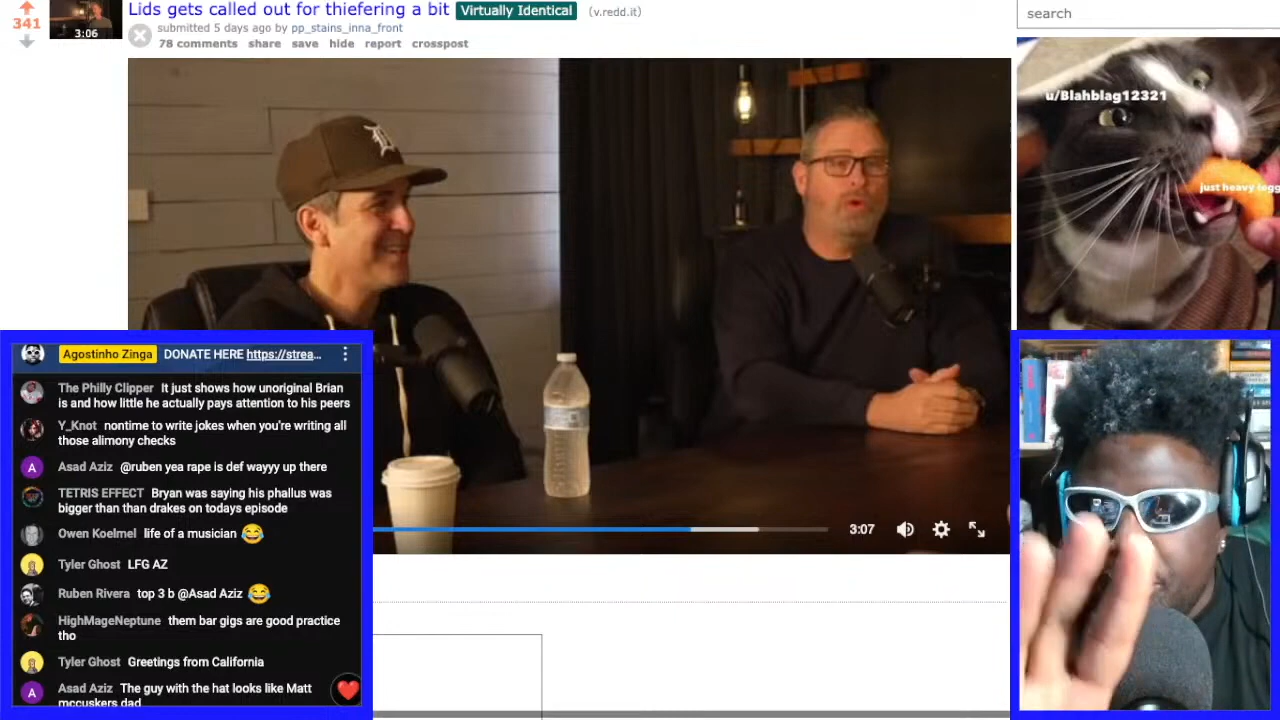 341
3:06
Lids gets called out for thiefering a bit Virtually Identical (v.redd.it)
submitted 5 days ago by pp_stains_inna_front
78 comments share save hide report crosspost
search
u/Blahblag12321
just heavy legg
D
3:07
Agostinho Zinga DONATE HERE https://strea...
The Philly Clipper It just shows how unoriginal Brian
is and how little he actually pays attention to his peers
Y_Knot nontime to write jokes when you're writing all
those alimony checks
A
Asad Aziz @ruben yea rape is def wayyy up there
TETRIS EFFECT Bryan was saying his phallus was
bigger than than drakes on todays episode
Owen Koelmel life of a musician 😂
Tyler Ghost LFG AZ
Ruben Rivera top 3 b @Asad Aziz 😂
HighMageNeptune them bar gigs are good practice
tho
Tyler Ghost Greetings from California
A
Asad Aziz The guy with the hat looks like Matt
mccuskers dad